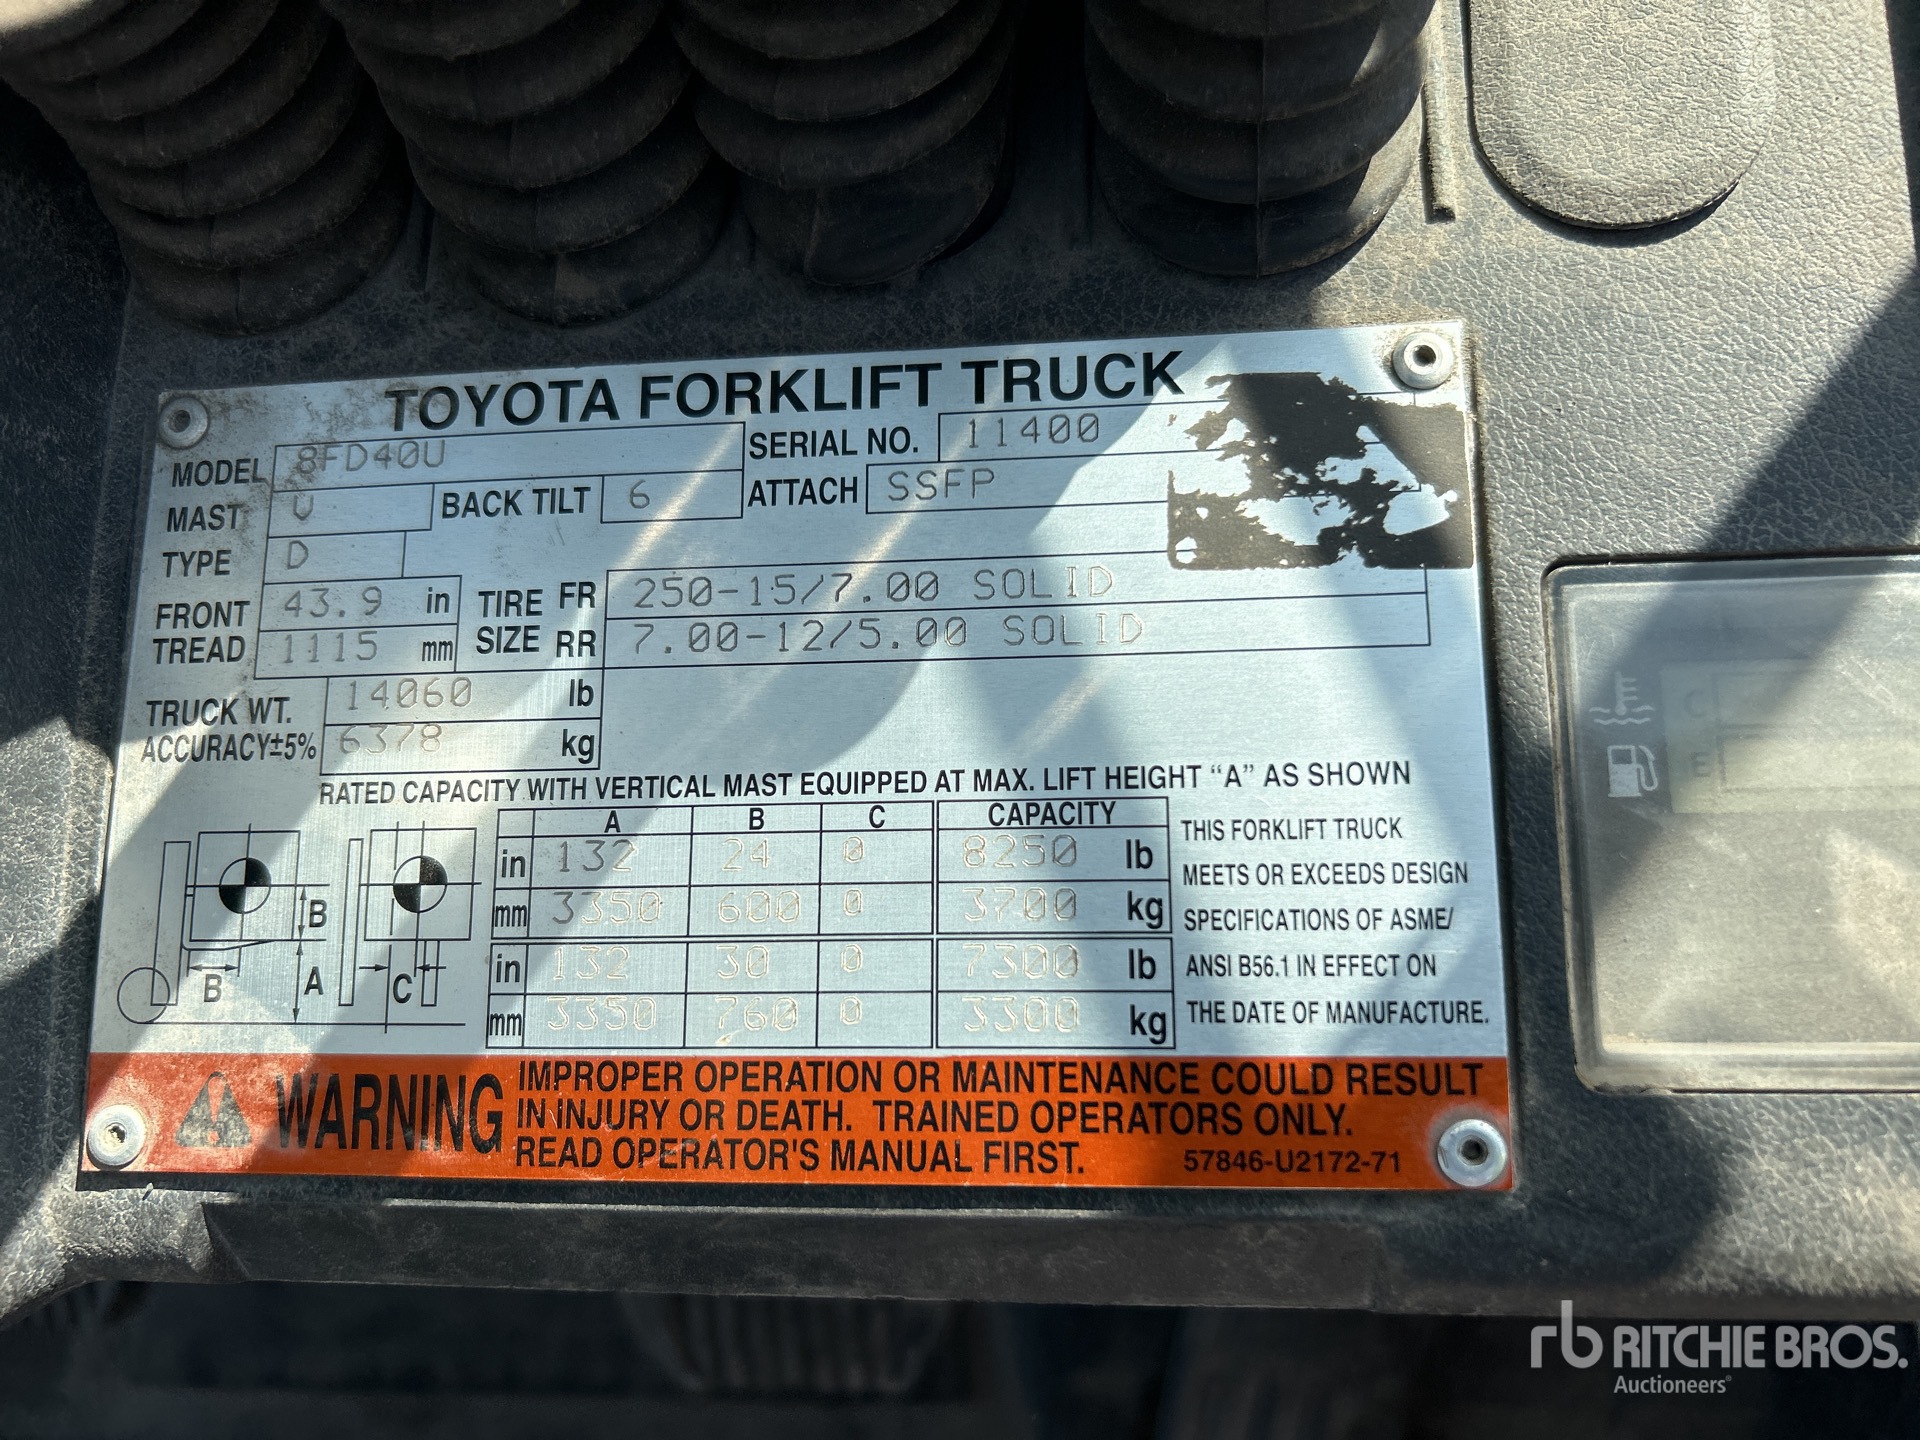 TOYOTA FORKLIFT TRUCK
MODEL 8FD40U SERIAL NO. 11400
MAST V BACK TILT 6 ATTACH SSFP
TYPE D
FRONT TREAD 43.9 in 1115 mm
TIRE SIZE FR 250-15/7.00 SOLID
RR 7.00-12/5.00 SOLID
TRUCK WT. 14060 lb
ACCURACY±5% 6378 kg
RATED CAPACITY WITH VERTICAL MAST EQUIPPED AT MAX. LIFT HEIGHT “A” AS SHOWN
A B C CAPACITY
in 132 24 0 8250 lb
mm 3350 600 0 3700 kg
in 132 30 0 7300 lb
mm 3350 760 0 3300 kg
B
B A C
THIS FORKLIFT TRUCK
MEETS OR EXCEEDS DESIGN
SPECIFICATIONS OF ASME/
ANSI B56.1 IN EFFECT ON
THE DATE OF MANUFACTURE.
WARNING
IMPROPER OPERATION OR MAINTENANCE COULD RESULT
IN INJURY OR DEATH. TRAINED OPERATORS ONLY.
READ OPERATOR'S MANUAL FIRST. 57846-U2172-71
C
E
rb RITCHIE BROS.
Auctioneers®